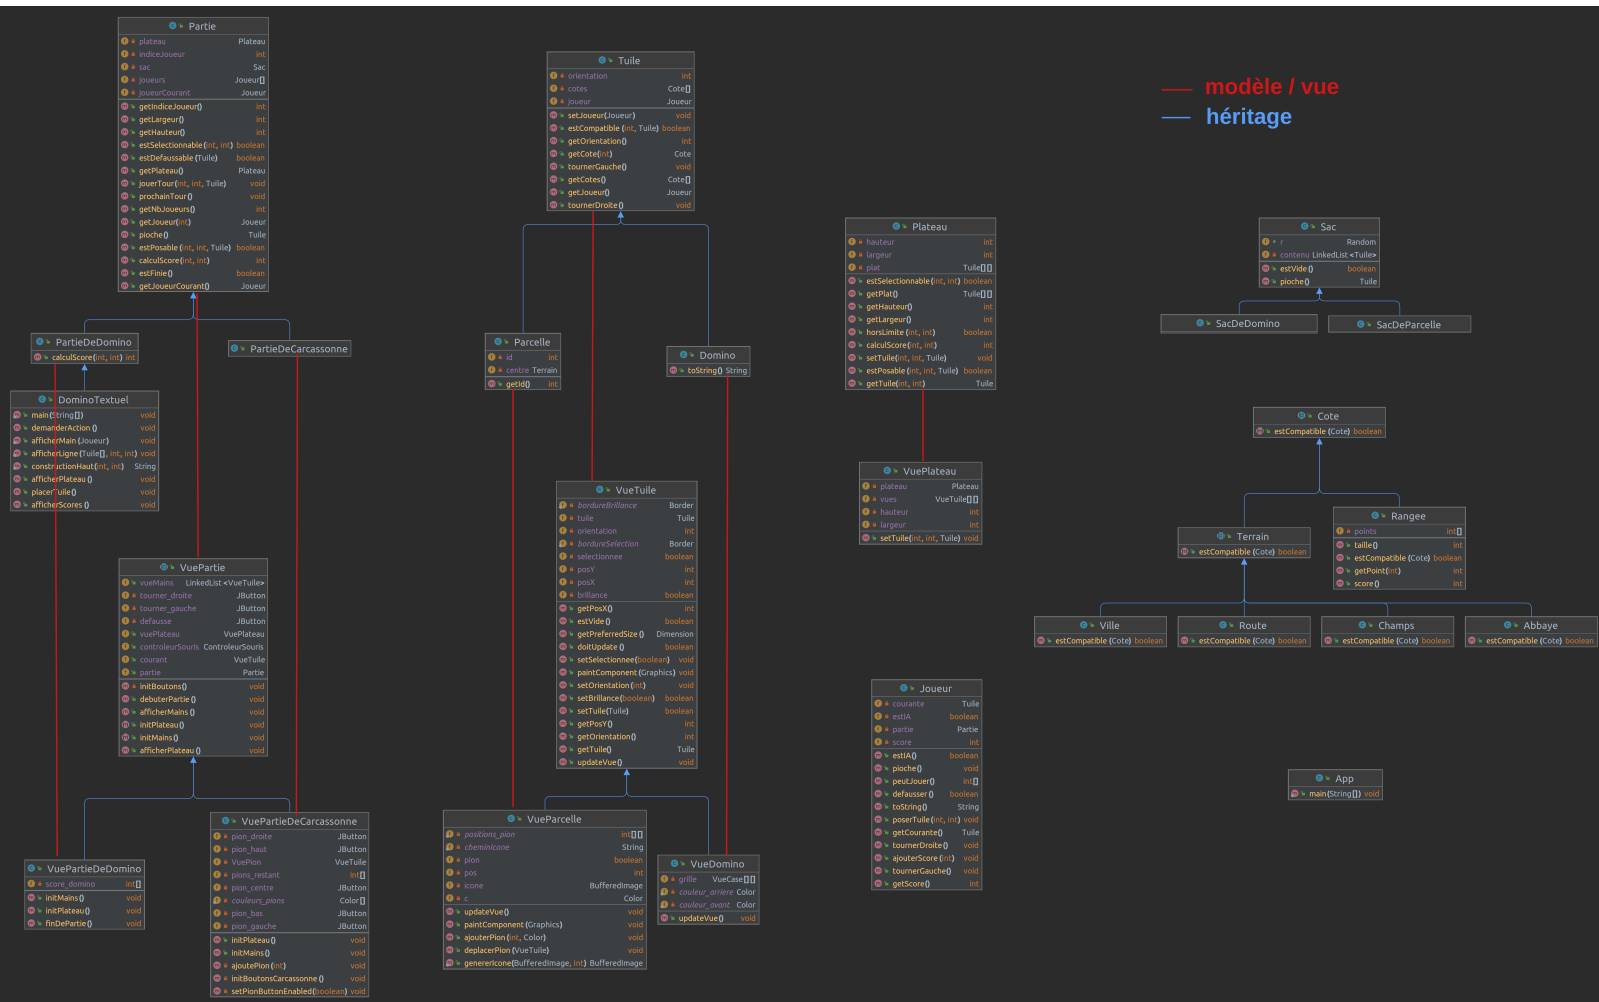 Partie
plateau Plateau
indiceJoueur int
sac Sac
joueurs Joueur[]
joueurCourant Joueur
getIndiceJoueur() int
getLargeur() int
getHauteur() int
estSelectionnable(int, int) boolean
estDefaussable(Tuile) boolean
getPlateau() Plateau
jouerTour(int, int, Tuile) void
prochainTour() void
getNbJoueurs() int
getJoueur(int) Joueur
pioche() Tuile
estPosable(int, int, Tuile) boolean
calculScore(int, int) int
estFinie() boolean
getJoueurCourant() Joueur
PartieDeDomino
calculScore(int, int) int
PartieDeCarcassonne
DominoTextuel
main(String[]) void
demanderAction() void
afficherMain(Joueur) void
afficherLigne(Tuile[], int, int) void
constructionHaut(int, int) String
afficherPlateau() void
placerTuile() void
afficherScores() void
VuePartie
vueMains LinkedList<VueTuile>
tourner_droite JButton
tourner_gauche JButton
defausse JButton
vuePlateau VuePlateau
controleurSouris ControleurSouris
courant VueTuile
partie Partie
initBoutons() void
debuterPartie() void
afficherMains() void
initPlateau() void
initMains() void
afficherPlateau() void
VuePartieDeDomino
score_domino int[]
initMains() void
initPlateau() void
finDePartie() void
VuePartieDeCarcassonne
pion_droite JButton
pion_haut JButton
VuePion VueTuile
pions_restant int[]
pion_centre JButton
couleurs_pions Color[]
pion_bas JButton
pion_gauche JButton
initPlateau() void
initMains() void
ajoutePion(int) void
initBoutonsCarcassonne() void
setPionButtonEnabled(boolean) void
Tuile
orientation int
cotes Cote[]
joueur Joueur
setJoueur(Joueur) void
estCompatible(int, Tuile) boolean
getOrientation() int
getCote(int) Cote
tournerGauche() void
getCotes() Cote[]
getJoueur() Joueur
tournerDroite() void
Parcelle
id int
centre Terrain
getId() int
Domino
toString() String
VueTuile
bordureBrillance Border
tuile Tuile
orientation int
bordureSelection Border
selectionnee boolean
posY int
posX int
brillance boolean
getPosX() int
estVide() boolean
getPreferredSize() Dimension
doitUpdate() boolean
setSelectionnee(boolean) void
paintComponent(Graphics) void
setOrientation(int) void
setBrillance(boolean) boolean
setTuile(Tuile) boolean
getPosY() int
getOrientation() int
getTuile() Tuile
updateVue() void
VueParcelle
positions_pion int[][]
cheminIcone String
pion boolean
pos int
icone BufferedImage
c Color
updateVue() void
paintComponent(Graphics) void
ajouterPion(int, Color) void
deplacerPion(VueTuile) void
genererIcone(BufferedImage, int) BufferedImage
VueDomino
grille VueCase[][]
couleur_arriere Color
couleur_avant Color
updateVue() void
modèle / vue
héritage
Plateau
hauteur int
largeur int
plat Tuile[][]
estSelectionnable(int, int) boolean
getPlat() Tuile[][]
getHauteur() int
getLargeur() int
horsLimite(int, int) boolean
calculScore(int, int) int
setTuile(int, int, Tuile) void
estPosable(int, int, Tuile) boolean
getTuile(int, int) Tuile
VuePlateau
plateau Plateau
vues VueTuile[][]
hauteur int
largeur int
setTuile(int, int, Tuile) void
Joueur
courante Tuile
estIA boolean
partie Partie
score int
estIA() boolean
pioche() void
peutJouer() int[]
defausser() boolean
toString() String
poserTuile(int, int) void
getCourante() Tuile
tournerDroite() void
ajouterScore(int) void
tournerGauche() void
getScore() int
Sac
r Random
contenu LinkedList<Tuile>
estVide() boolean
pioche() Tuile
SacDeDomino
SacDeParcelle
Cote
estCompatible(Cote) boolean
Terrain
estCompatible(Cote) boolean
Rangee
points int[]
taille() int
estCompatible(Cote) boolean
getPoint(int) int
score() int
Ville
estCompatible(Cote) boolean
Route
estCompatible(Cote) boolean
Champs
estCompatible(Cote) boolean
Abbaye
estCompatible(Cote) boolean
App
main(String[]) void